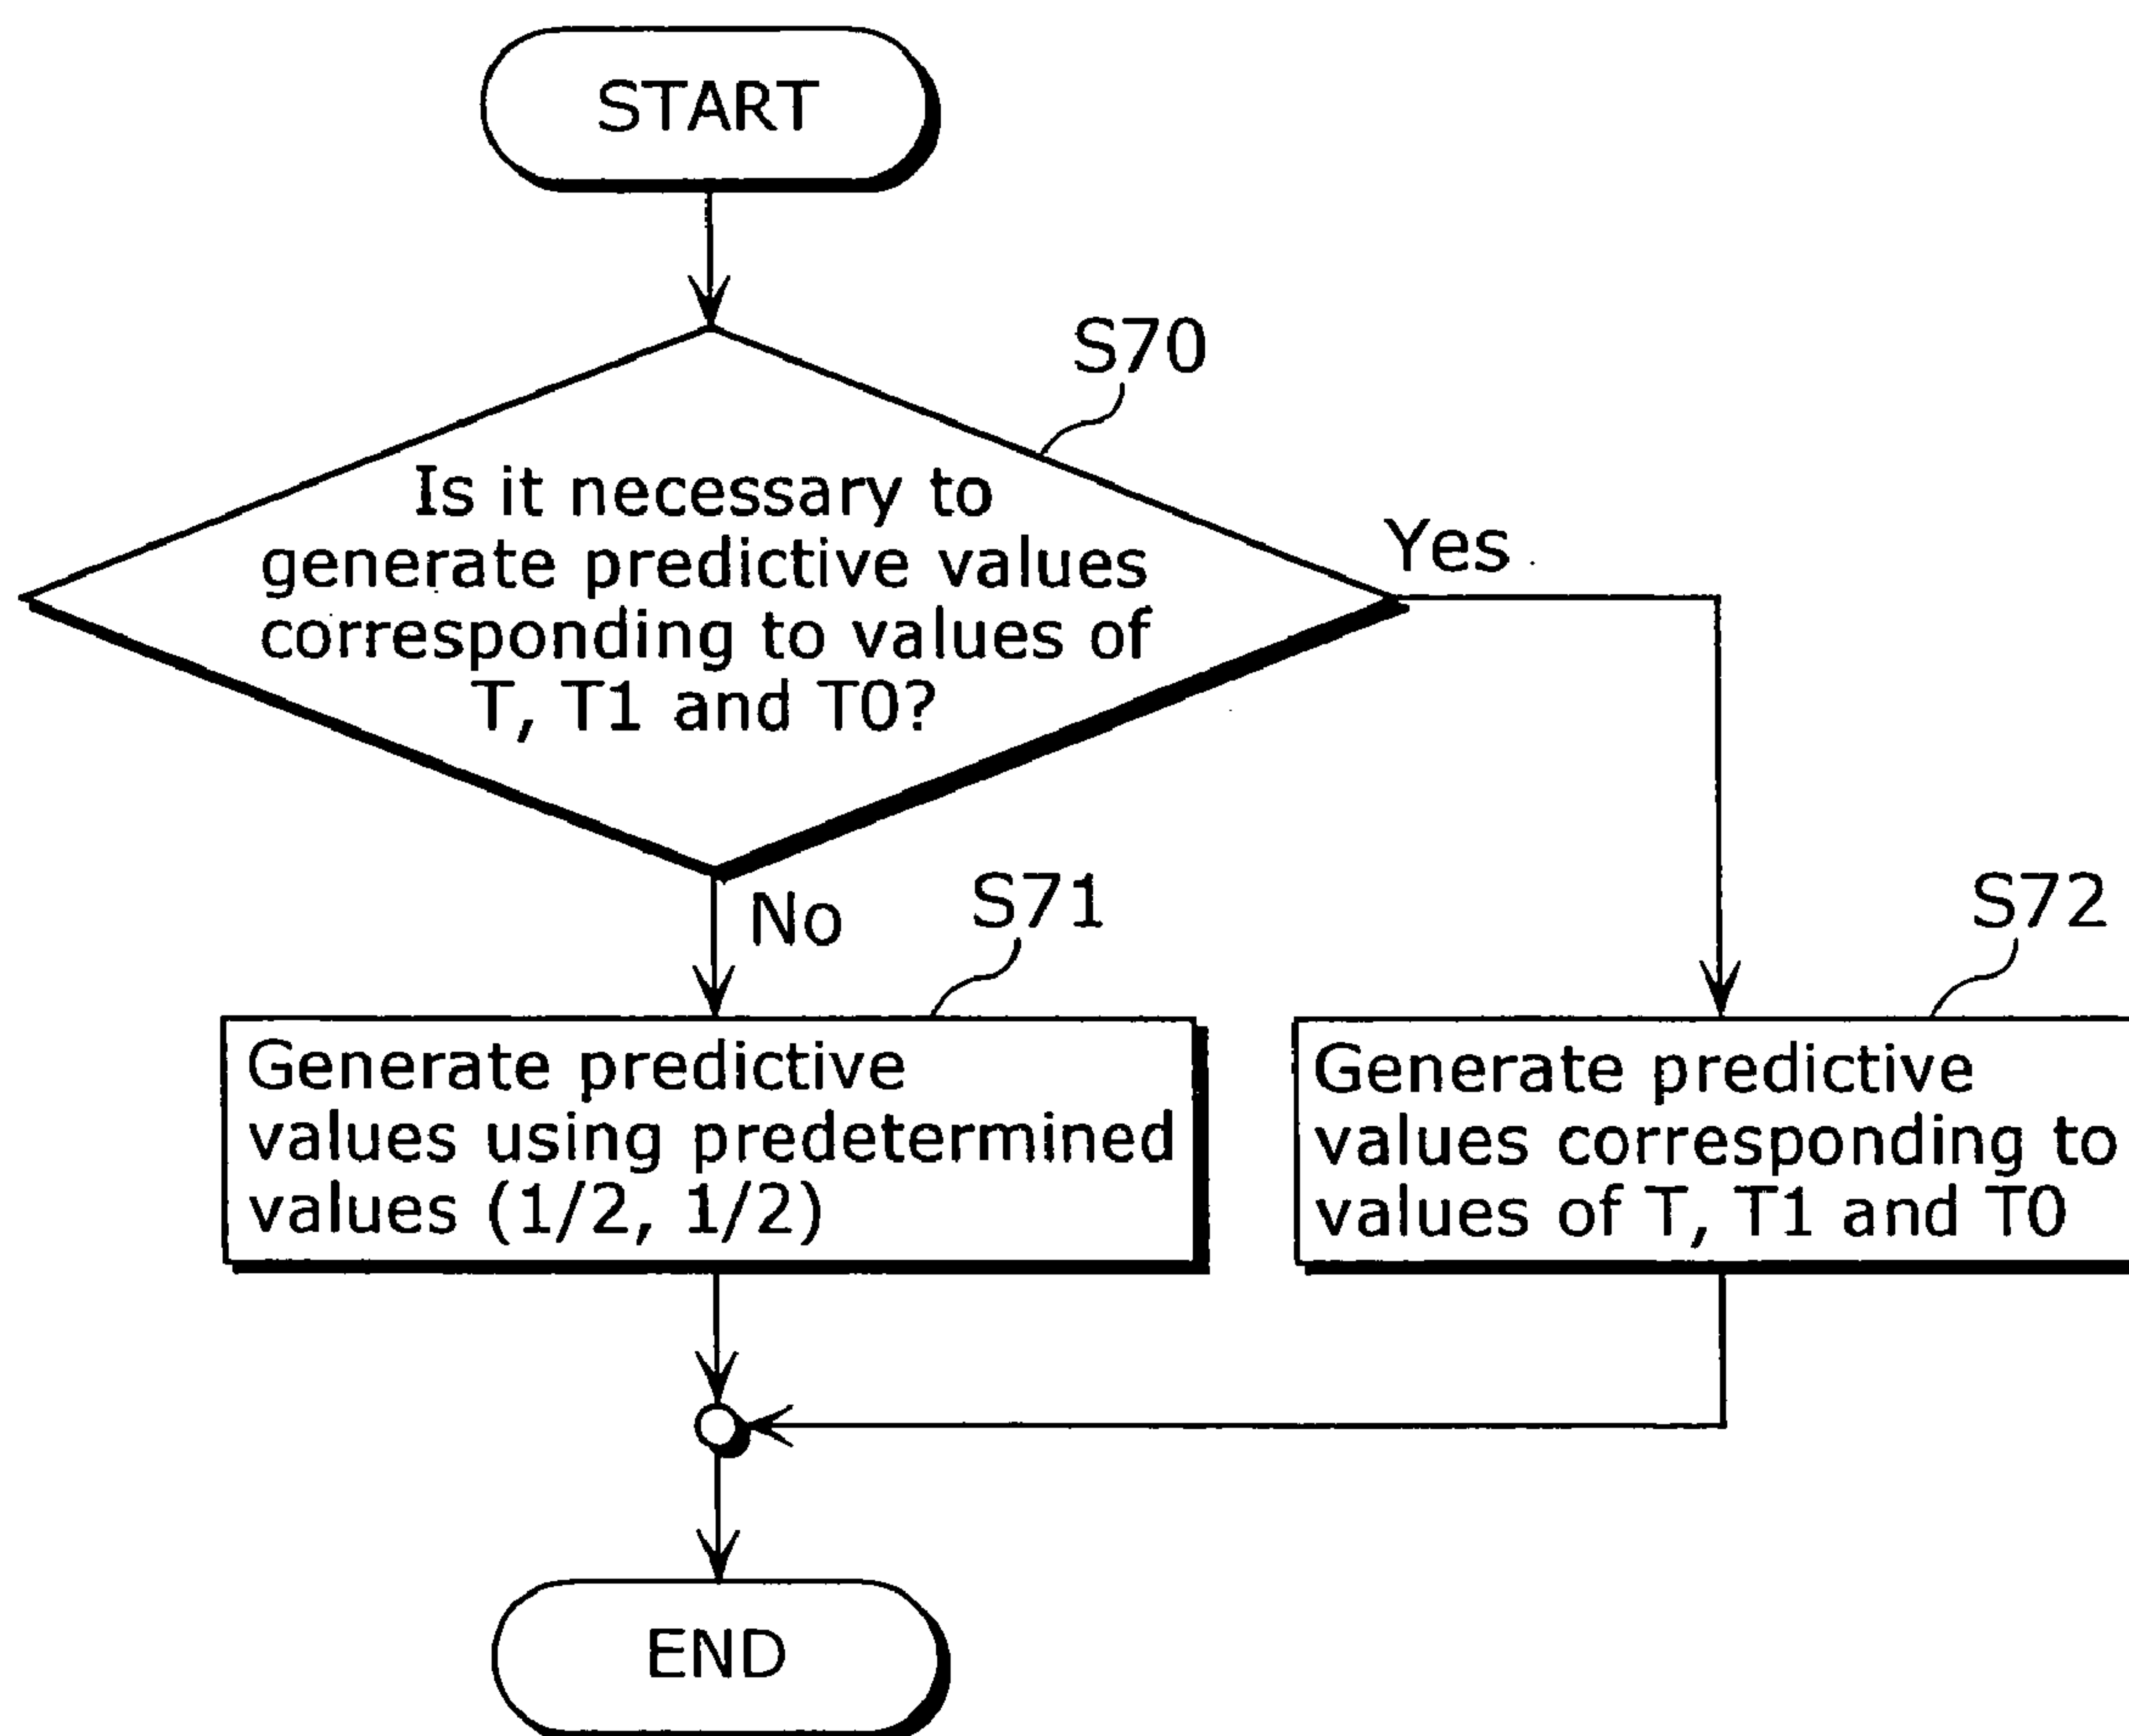 START
S70
Is it necessary to
generate predictive values
corresponding to values of
T, T1 and T0?
Yes
No
S71
S72
Generate predictive
values using predetermined
values (1/2, 1/2)
Generate predictive
values corresponding to
values of T, T1 and T0
END